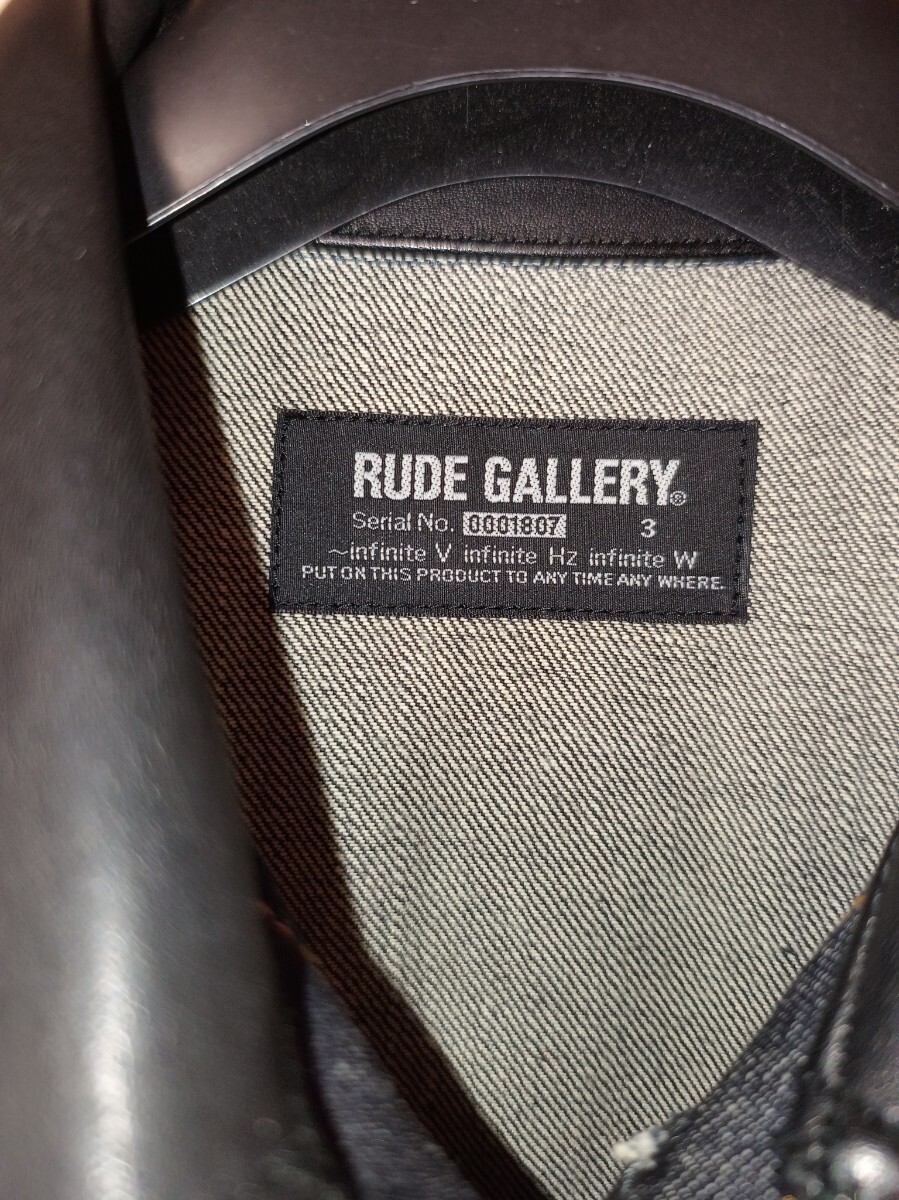 RUDE GALLERY®
Serial No. 0001807 3
~infinite V infinite Hz infinite W
PUT ON THIS PRODUCT TO ANY TIME ANY WHERE.